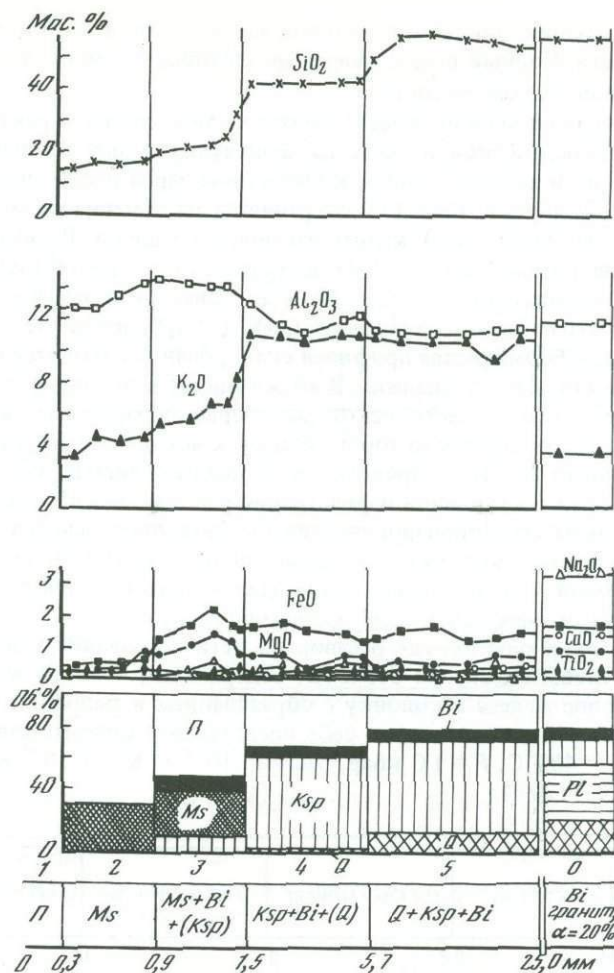 Мас. %
SiO₂
40
20
0
Al₂O₃
12
K₂O
8
4
0
Na₂O
3
FeO
2
CaO
MgO
1
TiO₂
0
Об. %
Bi
80
П
Pl
Ksp
40
Ms
Q
0
Q
1 2 3 4 5 0
П Ms Ms+Bi +(Ksp) Ksp+Bi+(Q) Q+Ksp+Bi Bi гранит α=20%
0 0,3 0,9 1,5 5,7 25,0 мм